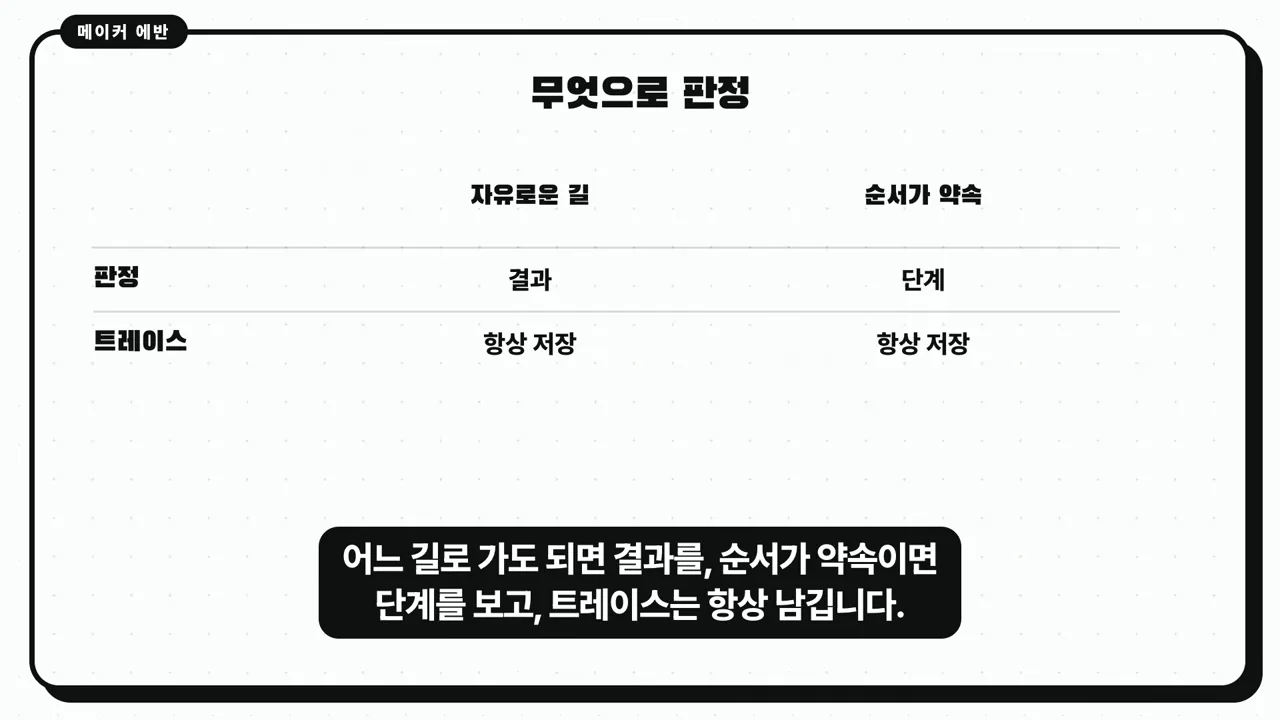 메이커 에반
무엇으로 판정
자유로운 길 순서가 약속
판정 결과 단계
트레이스 항상 저장 항상 저장
어느 길로 가도 되면 결과를, 순서가 약속이면
단계를 보고, 트레이스는 항상 남깁니다.